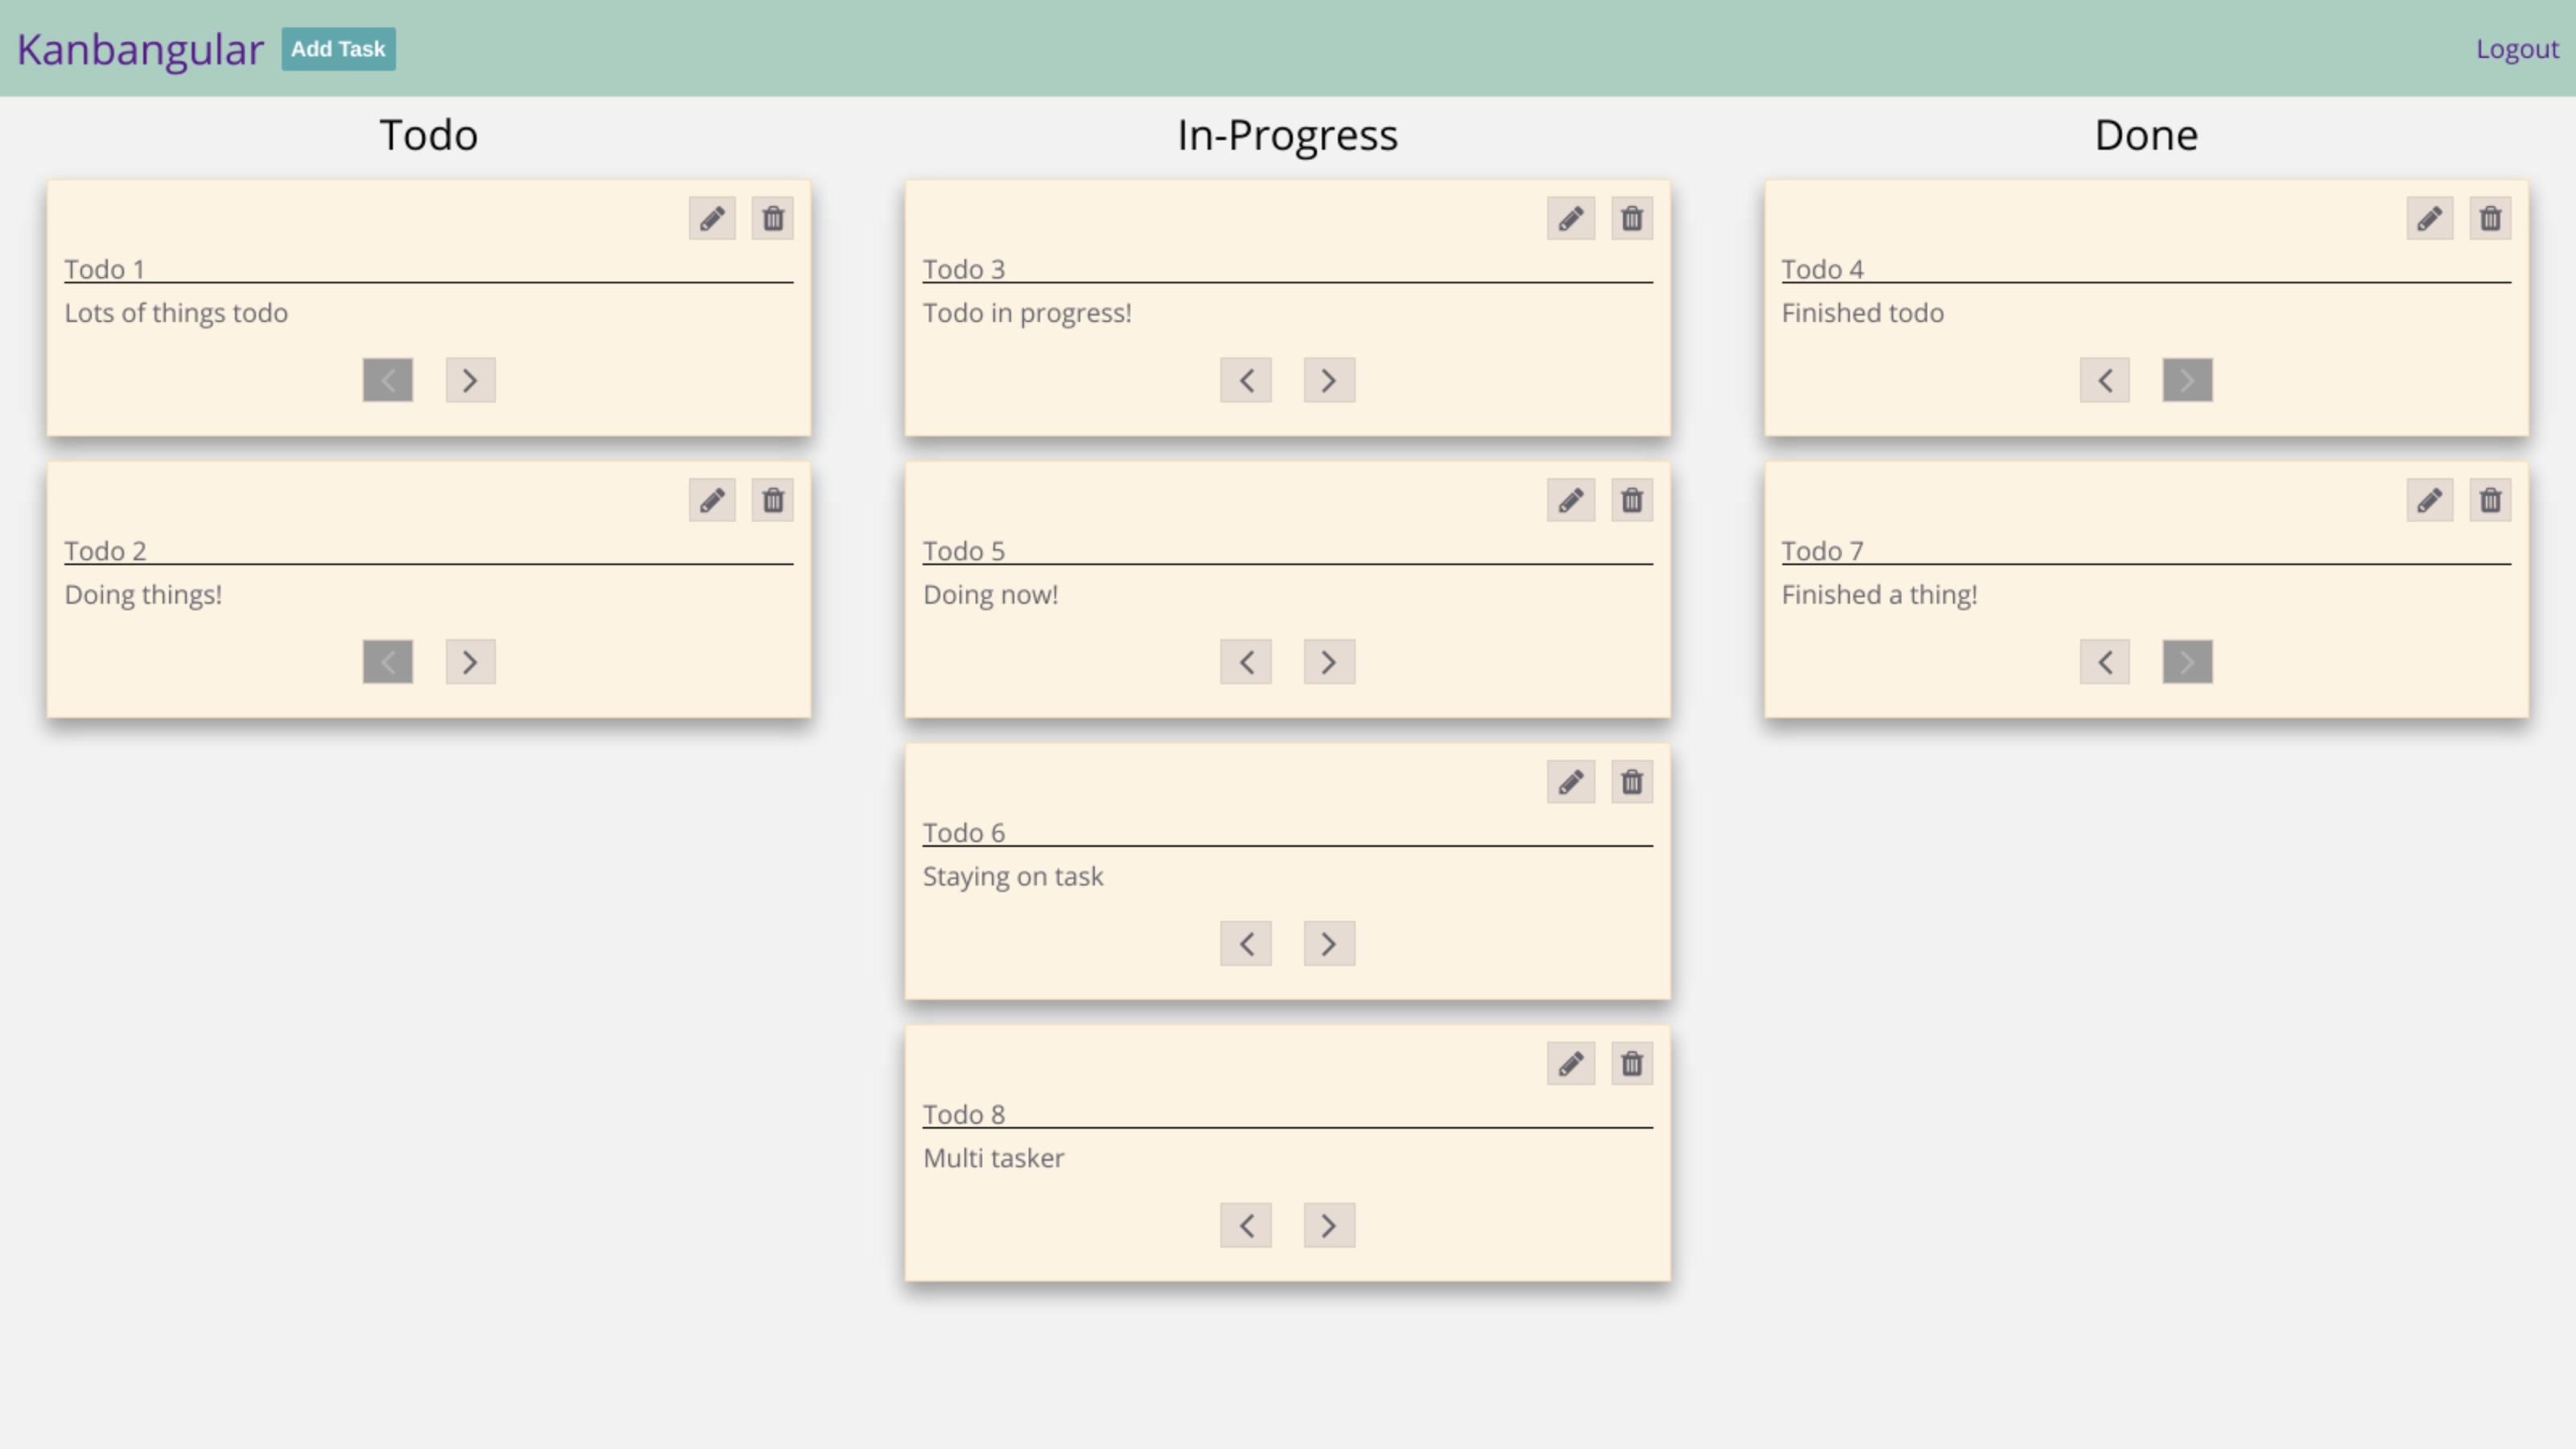 Kanbangular
Add Task
Logout
Todo
Todo 1
Lots of things todo
Todo 2
Doing things!
In-Progress
Todo 3
Todo in progress!
Todo 5
Doing now!
Todo 6
Staying on task
Todo 8
Multi tasker
Done
Todo 4
Finished todo
Todo 7
Finished a thing!